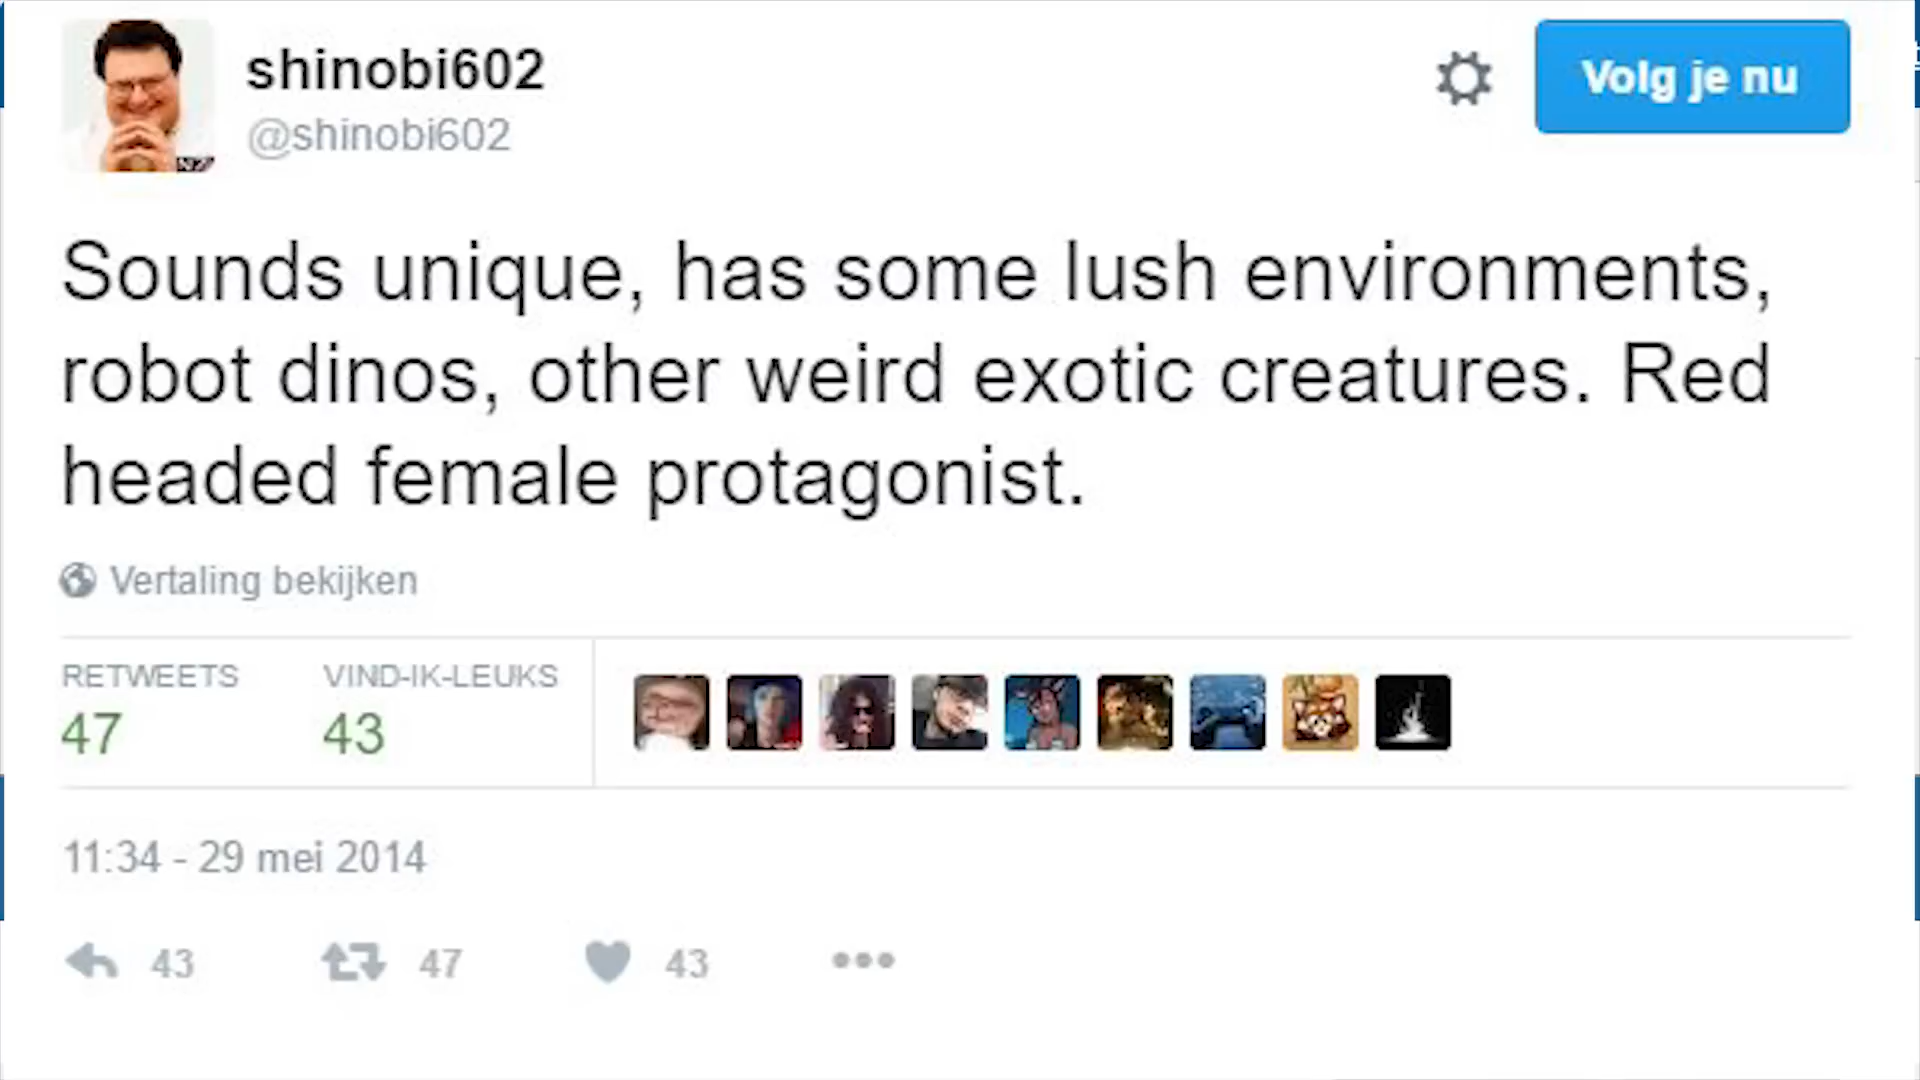 shinobi602
@shinobi602
Volg je nu
Sounds unique, has some lush environments,
robot dinos, other weird exotic creatures. Red
headed female protagonist.
Vertaling bekijken
RETWEETS VIND-IK-LEUKS
47 43
11:34 - 29 mei 2014
43 47 43